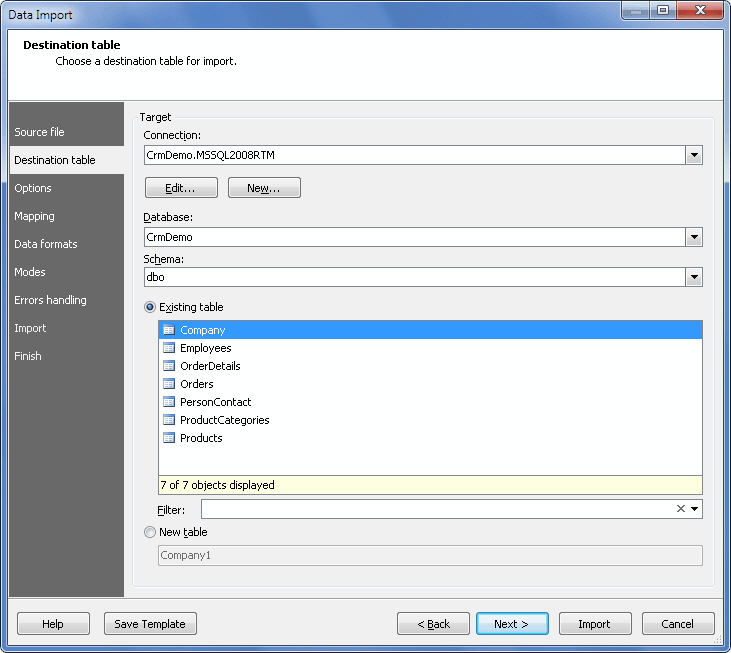 Data Import
Destination table
Choose a destination table for import.
Source file
Destination table
Options
Mapping
Data formats
Modes
Errors handling
Import
Finish
Target
Connection:
CrmDemo.MSSQL2008RTM
Edit...
New...
Database:
CrmDemo
Schema:
dbo
Existing table
Company
Employees
OrderDetails
Orders
PersonContact
ProductCategories
Products
7 of 7 objects displayed
Filter:
New table
Company1
Help
Save Template
< Back
Next >
Import
Cancel